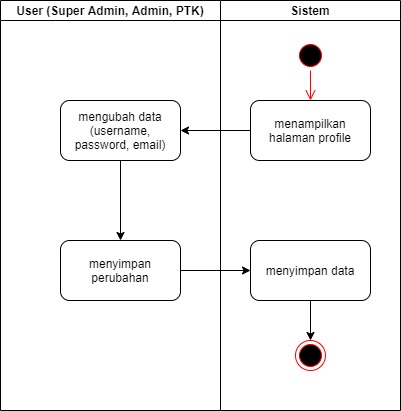 User (Super Admin, Admin, PTK)
Sistem
menampilkan
halaman profile
mengubah data
(username,
password, email)
menyimpan
perubahan
menyimpan data